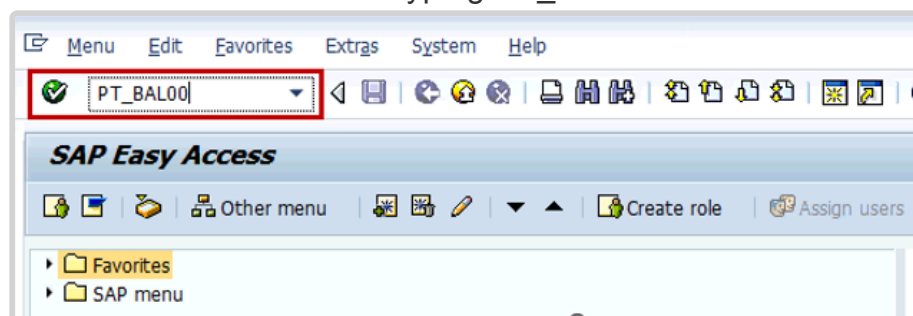 Menu Edit Favorites Extras System Help
PT_BAL00
SAP Easy Access
Other menu Create role Assign users
Favorites
SAP menu